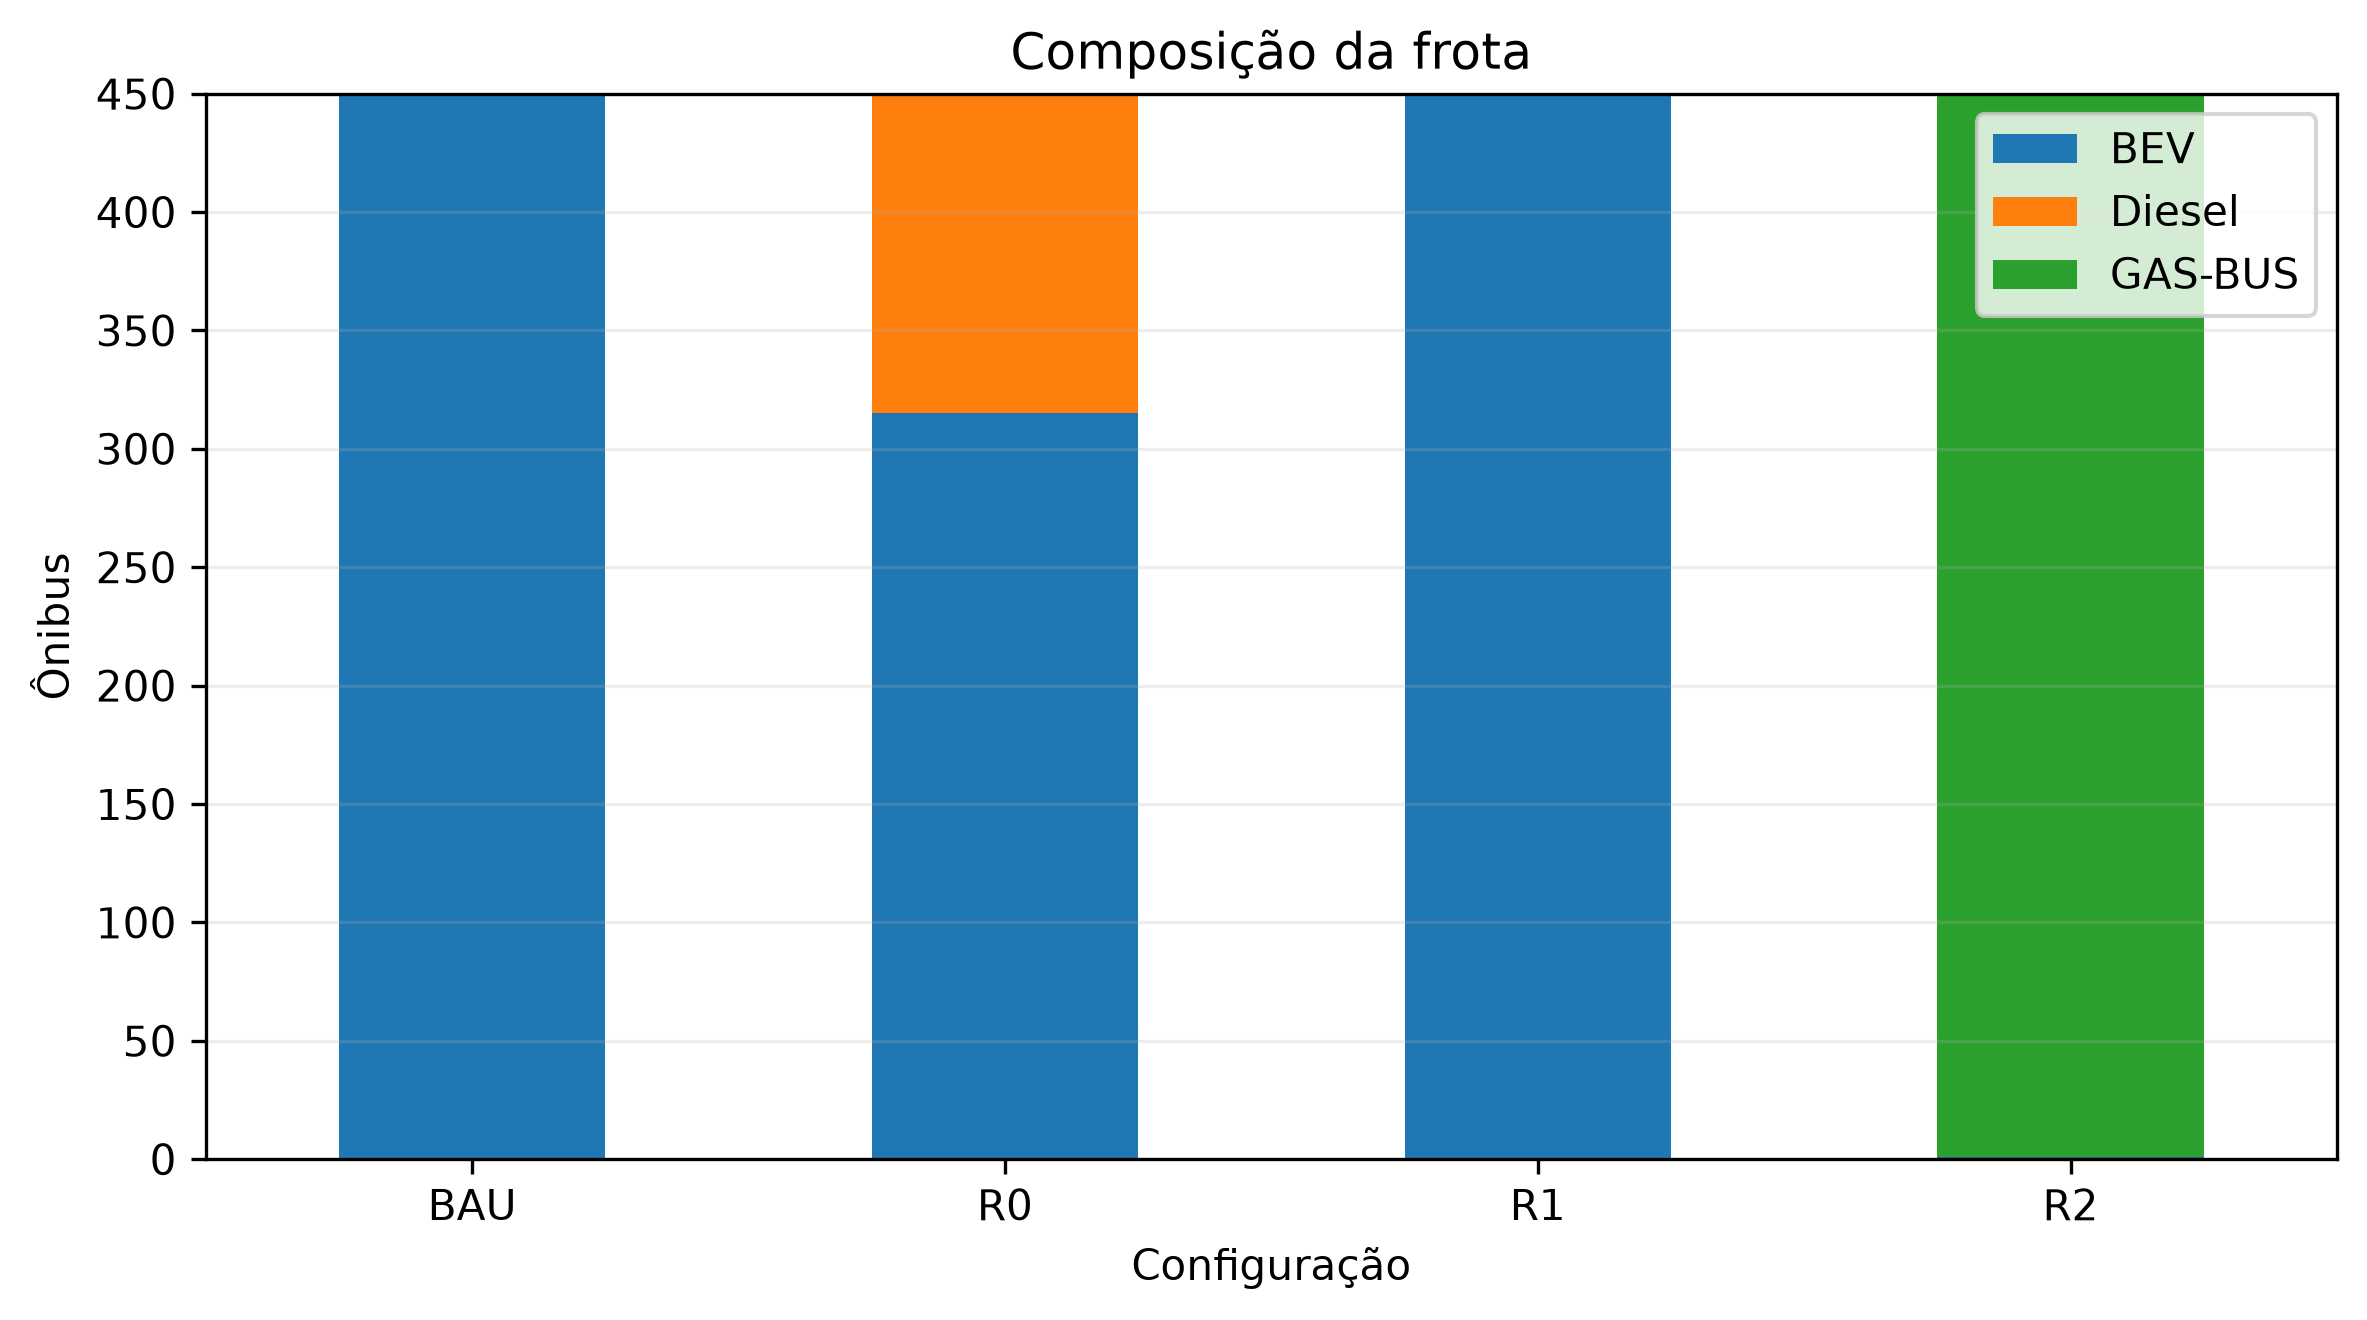 Composição da frota
450
400
350
300
250
200
150
100
50
0
Ônibus
BEV
Diesel
GAS-BUS
BAU
R0
R1
R2
Configuração